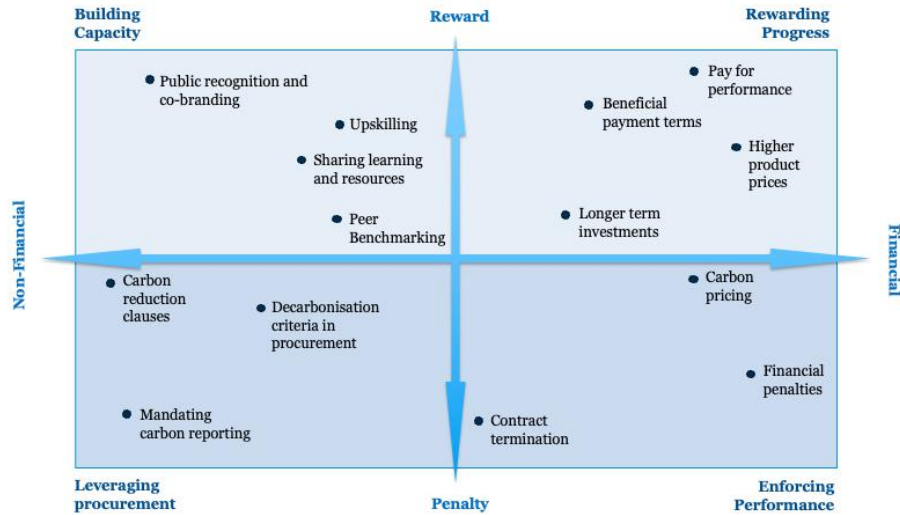 Building
Capacity
Reward
Rewarding
Progress
Public recognition and
co-branding
Upskilling
Sharing learning
and resources
Peer
Benchmarking
Pay for
performance
Beneficial
payment terms
Higher
product
prices
Longer term
investments
Non-Financial
Financial
Carbon
reduction
clauses
Decarbonisation
criteria in
procurement
Mandating
carbon reporting
Carbon
pricing
Financial
penalties
Contract
termination
Leveraging
procurement
Penalty
Enforcing
Performance